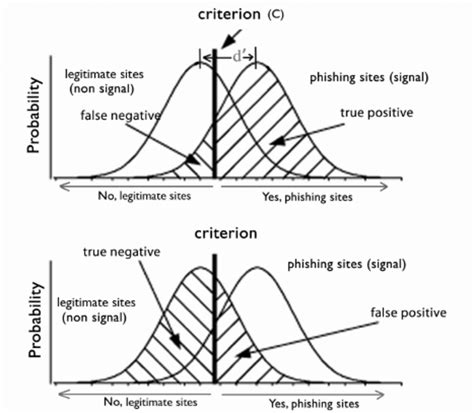 criterion (C)
d′
legitimate sites
(non signal)
phishing sites (signal)
false negative
true positive
Probability
No, legitimate sites
Yes, phishing sites
criterion
true negative
phishing sites (signal)
legitimate sites
(non signal)
false positive
Probability
No, legitimate sites
Yes, phishing sites